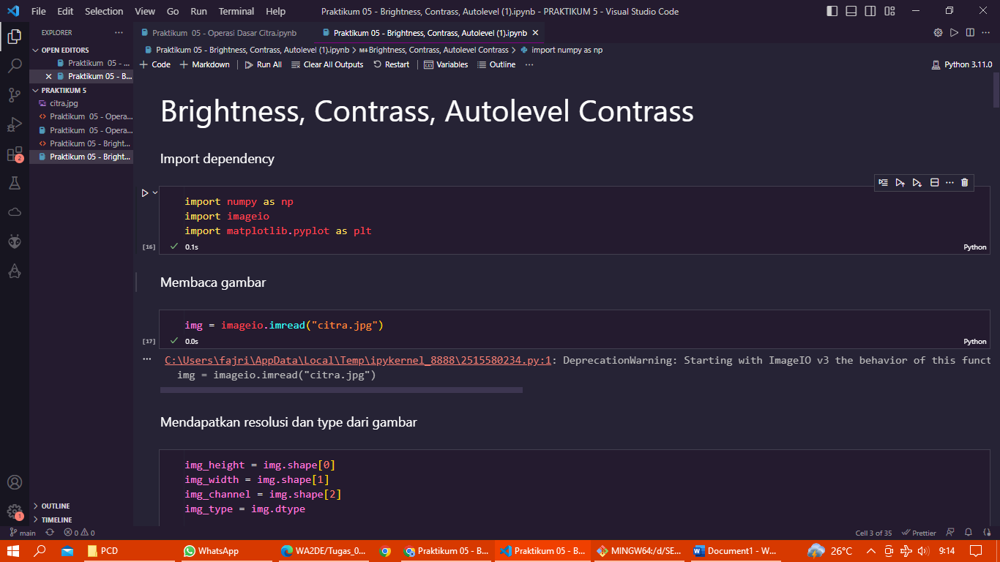 File Edit Selection View Go Run Terminal Help
Praktikum 05 - Brightness, Contrass, Autolevel (1).ipynb - PRAKTIKUM 5 - Visual Studio Code
EXPLORER
OPEN EDITORS
Praktikum 05 - ...
Praktikum 05 - B...
PRAKTIKUM 5
citra.jpg
Praktikum 05 - Opera...
Praktikum 05 - Opera...
Praktikum 05 - Bright...
Praktikum 05 - Bright...
OUTLINE
TIMELINE
2
1
Praktikum 05 - Operasi Dasar Citra.ipynb
Praktikum 05 - Brightness, Contrass, Autolevel (1).ipynb
Praktikum 05 - Brightness, Contrass, Autolevel (1).ipynb > M↓Brightness, Contrass, Autolevel Contrass > import numpy as np
+ Code + Markdown | Run All Clear All Outputs Restart | Variables Outline ...
Python 3.11.0
Brightness, Contrass, Autolevel Contrass
Import dependency
import numpy as np
import imageio
import matplotlib.pyplot as plt
[16] ✓ 0.1s Python
Membaca gambar
img = imageio.imread("citra.jpg")
[17] ✓ 0.0s Python
... C:\Users\fajri\AppData\Local\Temp\ipykernel_8888\2515580234.py:1: DeprecationWarning: Starting with ImageIO v3 the behavior of this funct
img = imageio.imread("citra.jpg")
Mendapatkan resolusi dan type dari gambar
img_height = img.shape[0]
img_width = img.shape[1]
img_channel = img.shape[2]
img_type = img.dtype
main 0 0 Cell 3 of 35 Prettier
PCD WhatsApp WA2DE/Tugas_0... Praktikum 05 - B... Praktikum 05 - B... MINGW64:/d/SE... Document1 - W... 26°C 9:14